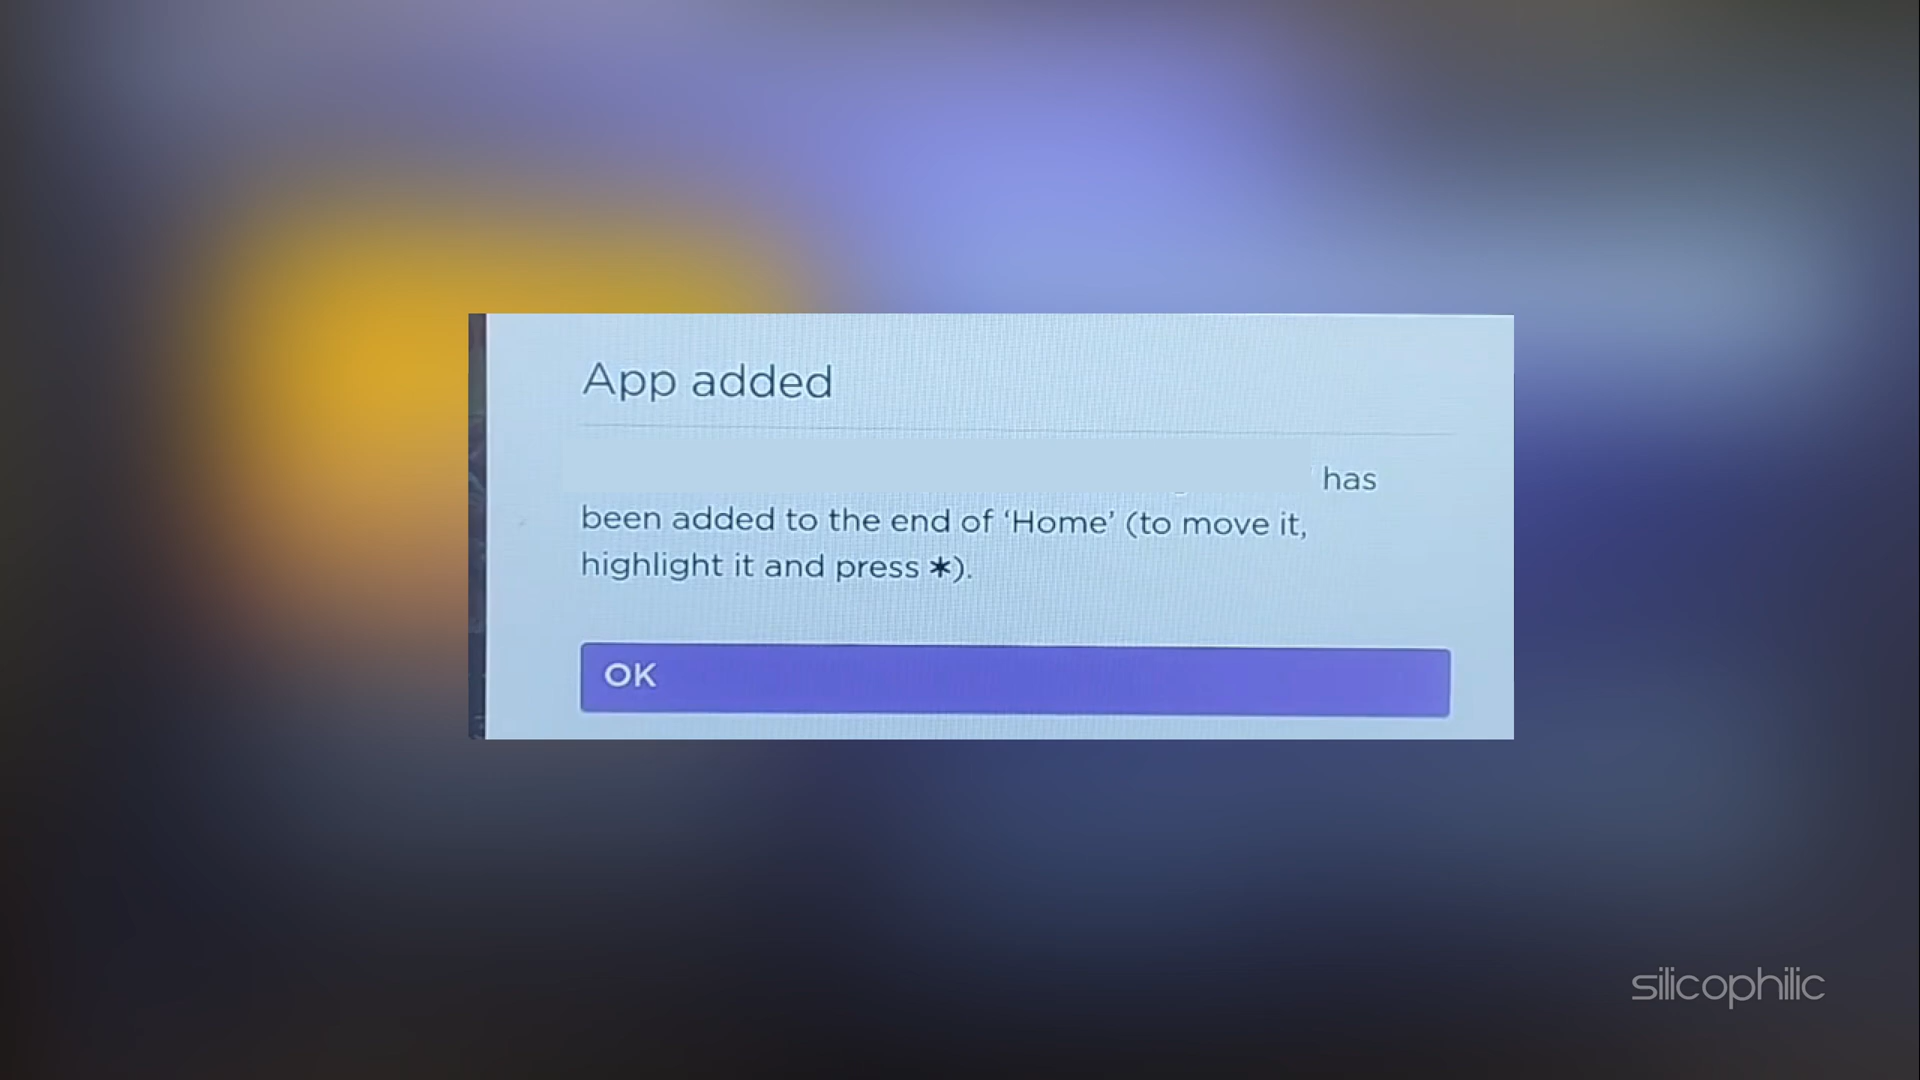 App added
has
been added to the end of ‘Home’ (to move it,
highlight it and press ✱).
OK
silicophilic